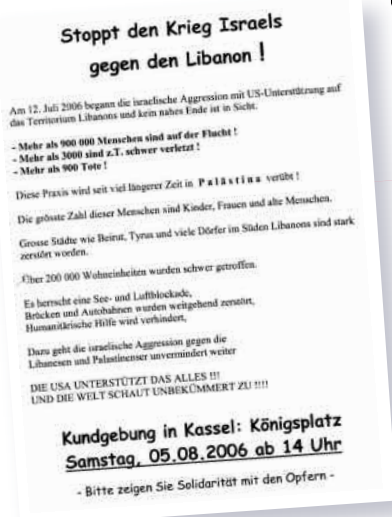 Stoppt den Krieg Israels
gegen den Libanon !
Am 12. Juli 2006 begann die israelische Aggression mit US-Unterstützung auf
das Territorium Libanons und kein nahes Ende ist in Sicht.
- Mehr als 900 000 Menschen sind auf der Flucht !
- Mehr als 3000 sind z.T. schwer verletzt !
- Mehr als 900 Tote !
Diese Praxis wird seit viel längerer Zeit in P a l ä s t i n a verübt !
Die grösste Zahl dieser Menschen sind Kinder, Frauen und alte Menschen.
Grosse Städte wie Beirut, Tyrus und viele Dörfer im Süden Libanons sind stark
zerstört worden.
Über 200 000 Wohneinheiten wurden schwer getroffen.
Es herrscht eine See- und Luftblockade,
Brücken und Autobahnen wurden weitgehend zerstört,
Humanitärische Hilfe wird verhindert,
Dazu geht die israelische Aggression gegen die
Libanesen und Palästinenser unvermindert weiter
DIE USA UNTERSTÜTZT DAS ALLES !!!
UND DIE WELT SCHAUT UNBEKÜMMERT ZU !!!!
Kundgebung in Kassel: Königsplatz
Samstag, 05.08.2006 ab 14 Uhr
- Bitte zeigen Sie Solidarität mit den Opfern -